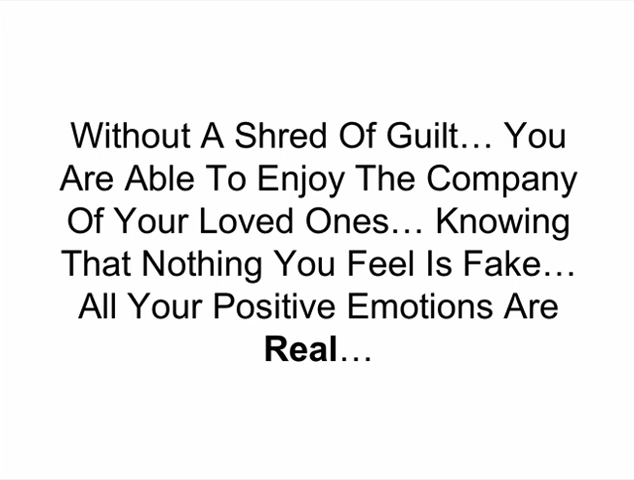 Without A Shred Of Guilt… You
Are Able To Enjoy The Company
Of Your Loved Ones… Knowing
That Nothing You Feel Is Fake…
All Your Positive Emotions Are
Real…